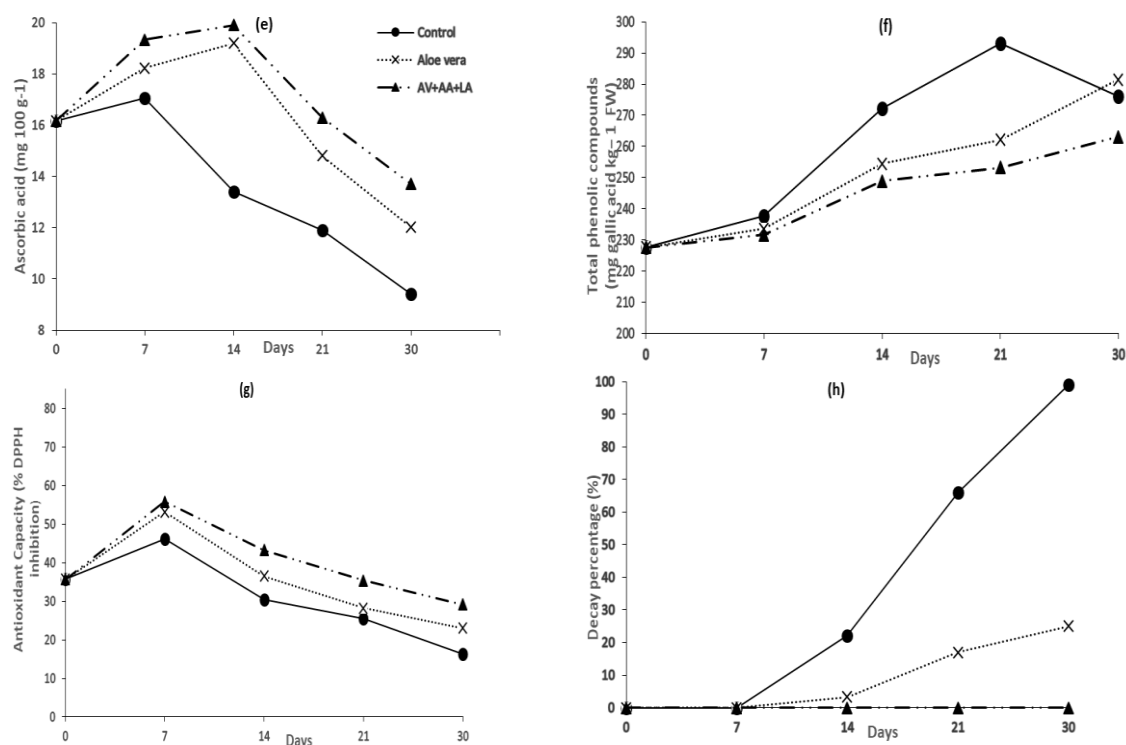 (e)
Control
Aloe vera
AV+AA+LA
Ascorbic acid (mg 100 g-1)
20
18
16
14
12
10
8
0 7 14 21 30
Days
(f)
Total phenolic compounds
(mg gallic acid kg– 1 FW)
300
290
280
270
260
250
240
230
220
210
200
0 7 14 21 30
Days
(g)
Antioxidant Capacity (% DPPH
inhibition)
80
70
60
50
40
30
20
10
0
0 7 14 21 30
Days
(h)
Decay percentage (%)
100
90
80
70
60
50
40
30
20
10
0
0 7 14 21 30
Days